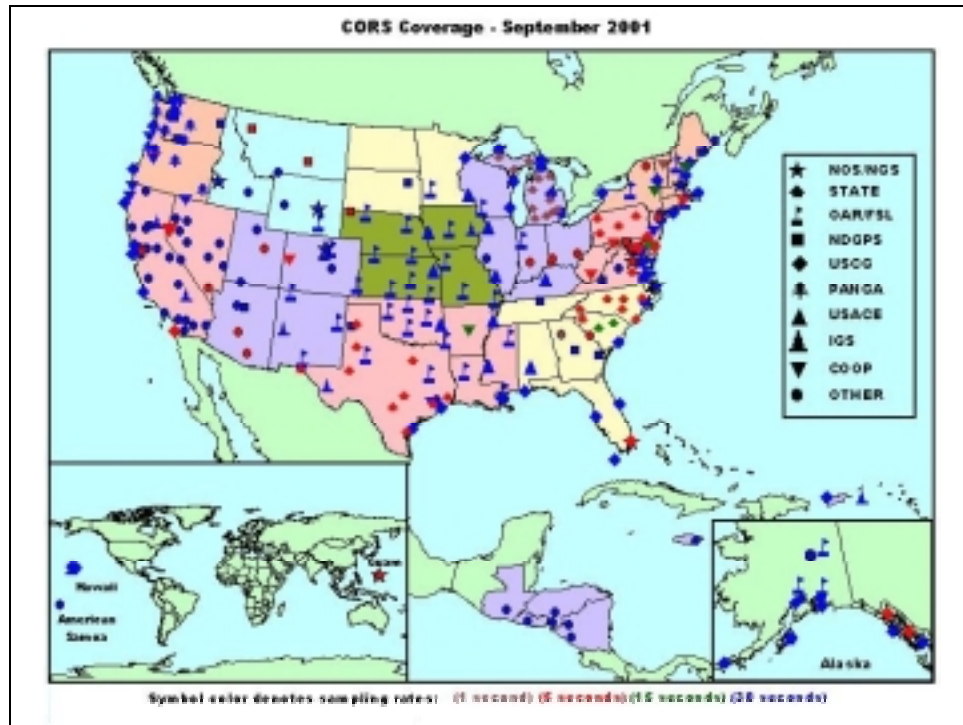 CORS Coverage - September 2001
NOS/NGS
STATE
OAR/FSL
NDGPS
USCG
PANGA
USACE
IGS
COOP
OTHER
Guam
Hawaii
American
Samoa
Alaska
Symbol color denotes sampling rates: (1 second) (5 seconds) (15 seconds) (30 seconds)